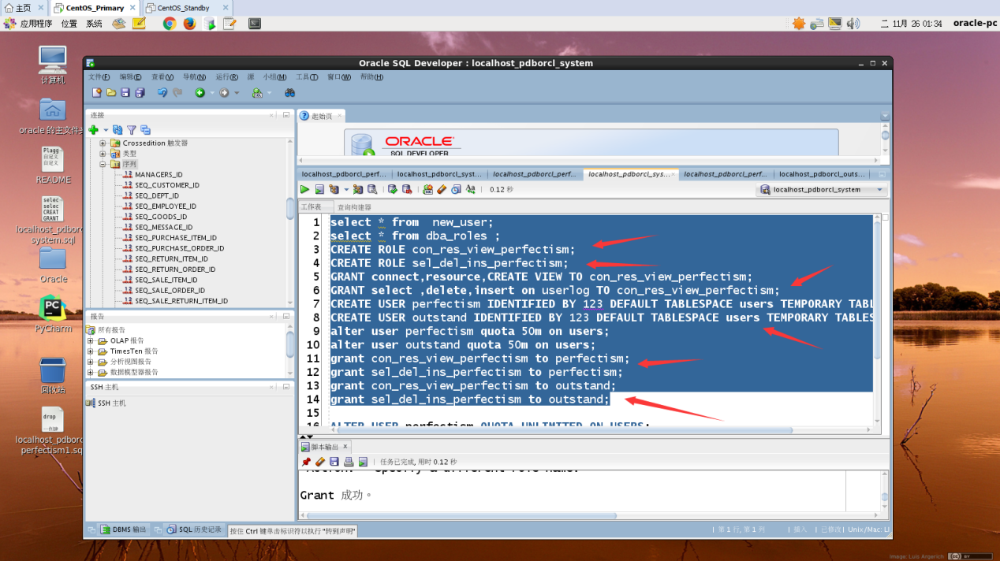 主页
CentOS_Primary
CentOS_Standby
应用程序 位置 系统
二 11月 26 01:34 oracle-pc
计算机
oracle 的主文件夹
Plagg
自定义
自定义
README
selec
selec
CREAT
GRANT
localhost_pdborc
system.sql
Oracle
PyCharm
回收站
drop
localhost_pdborc
perfectism1.sq
Oracle SQL Developer : localhost_pdborcl_system
文件(F) 编辑(E) 查看(V) 导航(N) 运行(R) 源 小组(M) 工具(T) 窗口(W) 帮助(H)
连接
Crossedition 触发器
类型
序列
MANAGERS_ID
SEQ_CUSTOMER_ID
SEQ_DEPT_ID
SEQ_EMPLOYEE_ID
SEQ_GOODS_ID
SEQ_MESSAGE_ID
SEQ_PURCHASE_ITEM_ID
SEQ_PURCHASE_ORDER_ID
SEQ_RETURN_ITEM_ID
SEQ_RETURN_ORDER_ID
SEQ_SALE_ITEM_ID
SEQ_SALE_ORDER_ID
SEQ_SALE_RETURN_ITEM_ID
报告
所有报告
OLAP 报告
TimesTen 报告
分析视图报告
数据模型器报告
SSH 主机
SSH 主机
起始页
ORACLE
SQL DEVELOPER
localhost_pdborcl_perf...
localhost_pdborcl_syst...
localhost_pdborcl_perf...
localhost_pdborcl_sys...
localhost_pdborcl_perf...
localhost_pdborcl_outs...
0.12 秒
localhost_pdborcl_system
工作表 查询构建器
1 select * from  new_user;
2 select * from dba_roles ;
3 CREATE ROLE con_res_view_perfectism;
4 CREATE ROLE sel_del_ins_perfectism;
5 GRANT connect,resource,CREATE VIEW TO con_res_view_perfectism;
6 GRANT select ,delete,insert on userlog TO con_res_view_perfectism;
7 CREATE USER perfectism IDENTIFIED BY 123 DEFAULT TABLESPACE users TEMPORARY TABL
8 CREATE USER outstand IDENTIFIED BY 123 DEFAULT TABLESPACE users TEMPORARY TABLES
9 alter user perfectism quota 50m on users;
10 alter user outstand quota 50m on users;
11 grant con_res_view_perfectism to perfectism;
12 grant sel_del_ins_perfectism to perfectism;
13 grant con_res_view_perfectism to outstand;
14 grant sel_del_ins_perfectism to outstand;
15
16 ALTER USER perfectism QUOTA UNLIMITED ON USERS;
脚本输出
任务已完成, 用时 0.12 秒
*Action:   Specify a different role name.
Grant 成功。
DBMS 输出
SQL 历史记录
按住 Ctrl 键单击标识符以执行 "转到声明"
第 1 行, 第 1 列
插入
已修改
Unix/Mac: LI
Image: Luis Argerich
cc BY